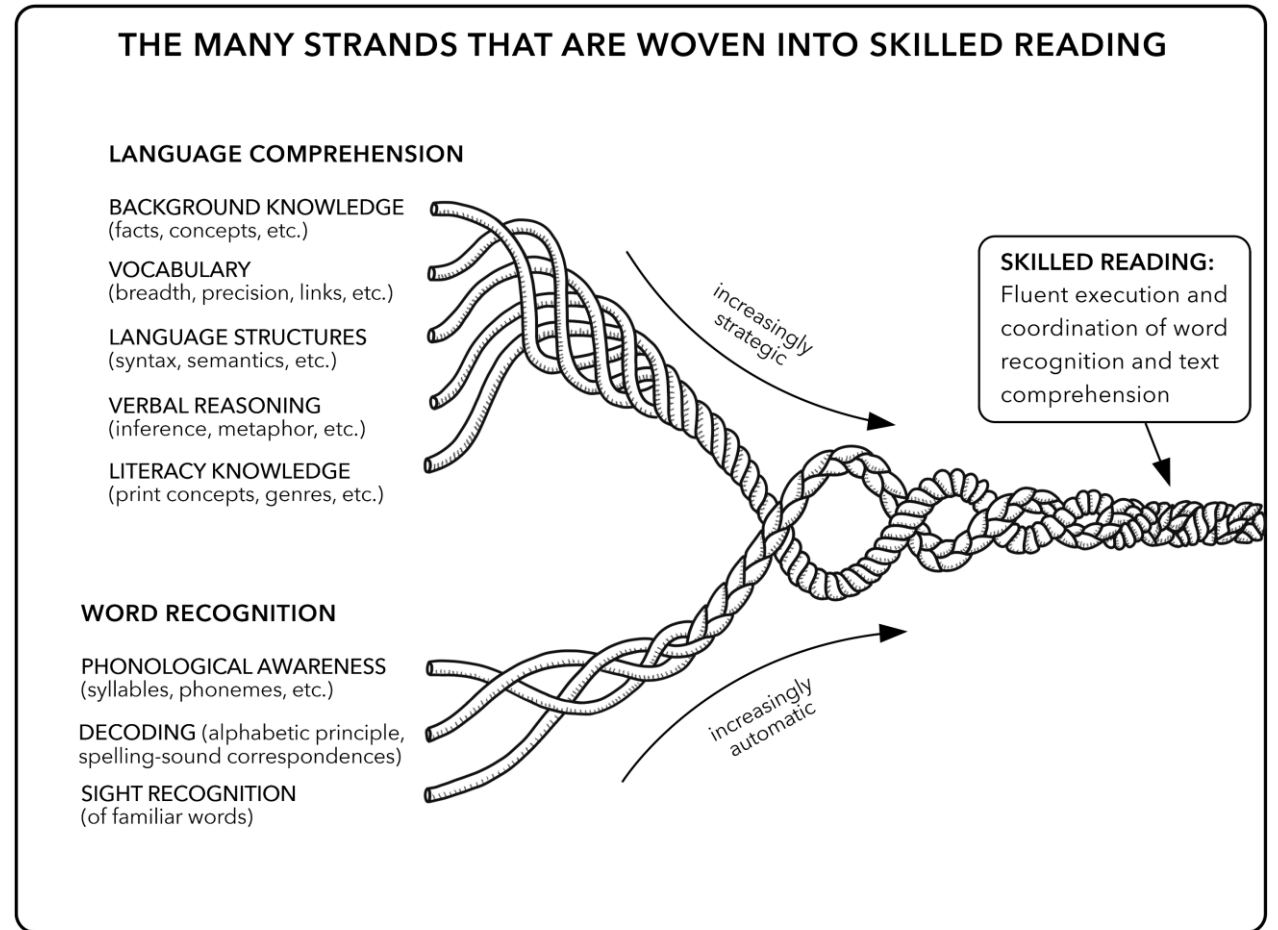 THE MANY STRANDS THAT ARE WOVEN INTO SKILLED READING
LANGUAGE COMPREHENSION
BACKGROUND KNOWLEDGE
(facts, concepts, etc.)
VOCABULARY
(breadth, precision, links, etc.)
LANGUAGE STRUCTURES
(syntax, semantics, etc.)
VERBAL REASONING
(inference, metaphor, etc.)
LITERACY KNOWLEDGE
(print concepts, genres, etc.)
increasingly
strategic
SKILLED READING:
Fluent execution and
coordination of word
recognition and text
comprehension
WORD RECOGNITION
PHONOLOGICAL AWARENESS
(syllables, phonemes, etc.)
DECODING (alphabetic principle,
spelling-sound correspondences)
SIGHT RECOGNITION
(of familiar words)
increasingly
automatic